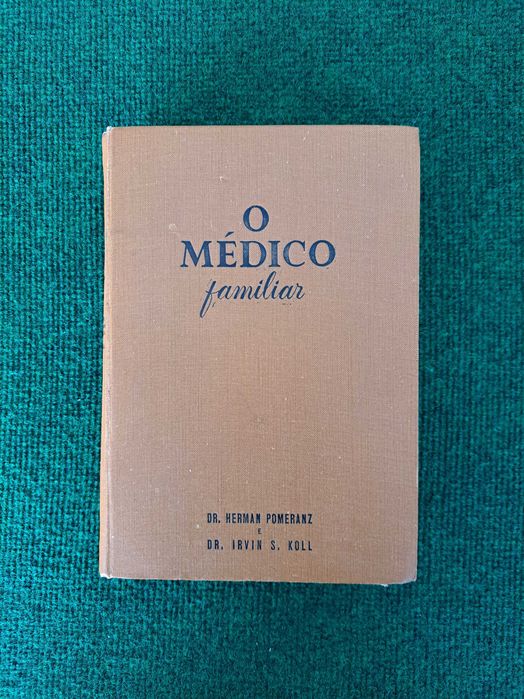 O
MÉDICO
familiar
DR. HERMAN POMERANZ
E
DR. IRVIN S. KOLL